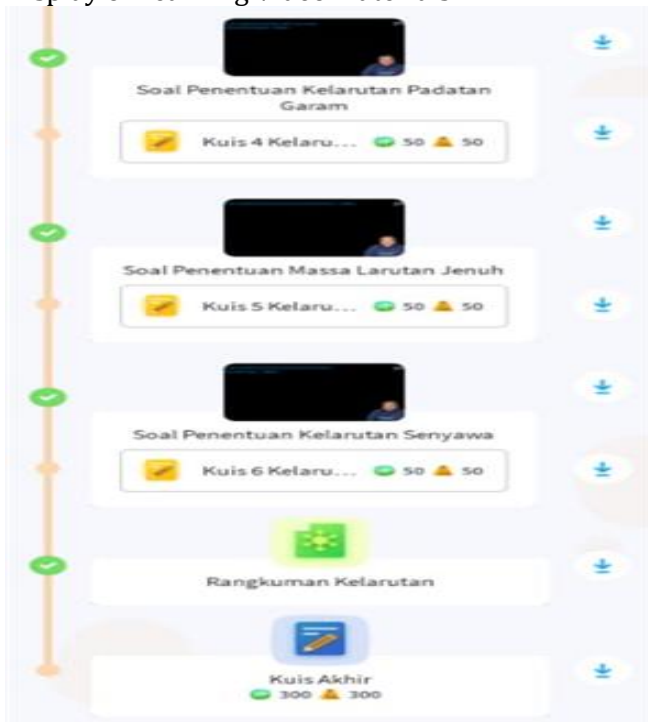 Soal Penentuan Kelarutan Padatan
Garam
Kuis 4 Kelaru... 50 50
Soal Penentuan Massa Larutan Jenuh
Kuis 5 Kelaru... 50 50
Soal Penentuan Kelarutan Senyawa
Kuis 6 Kelaru... 50 50
Rangkuman Kelarutan
Kuis Akhir
300 300